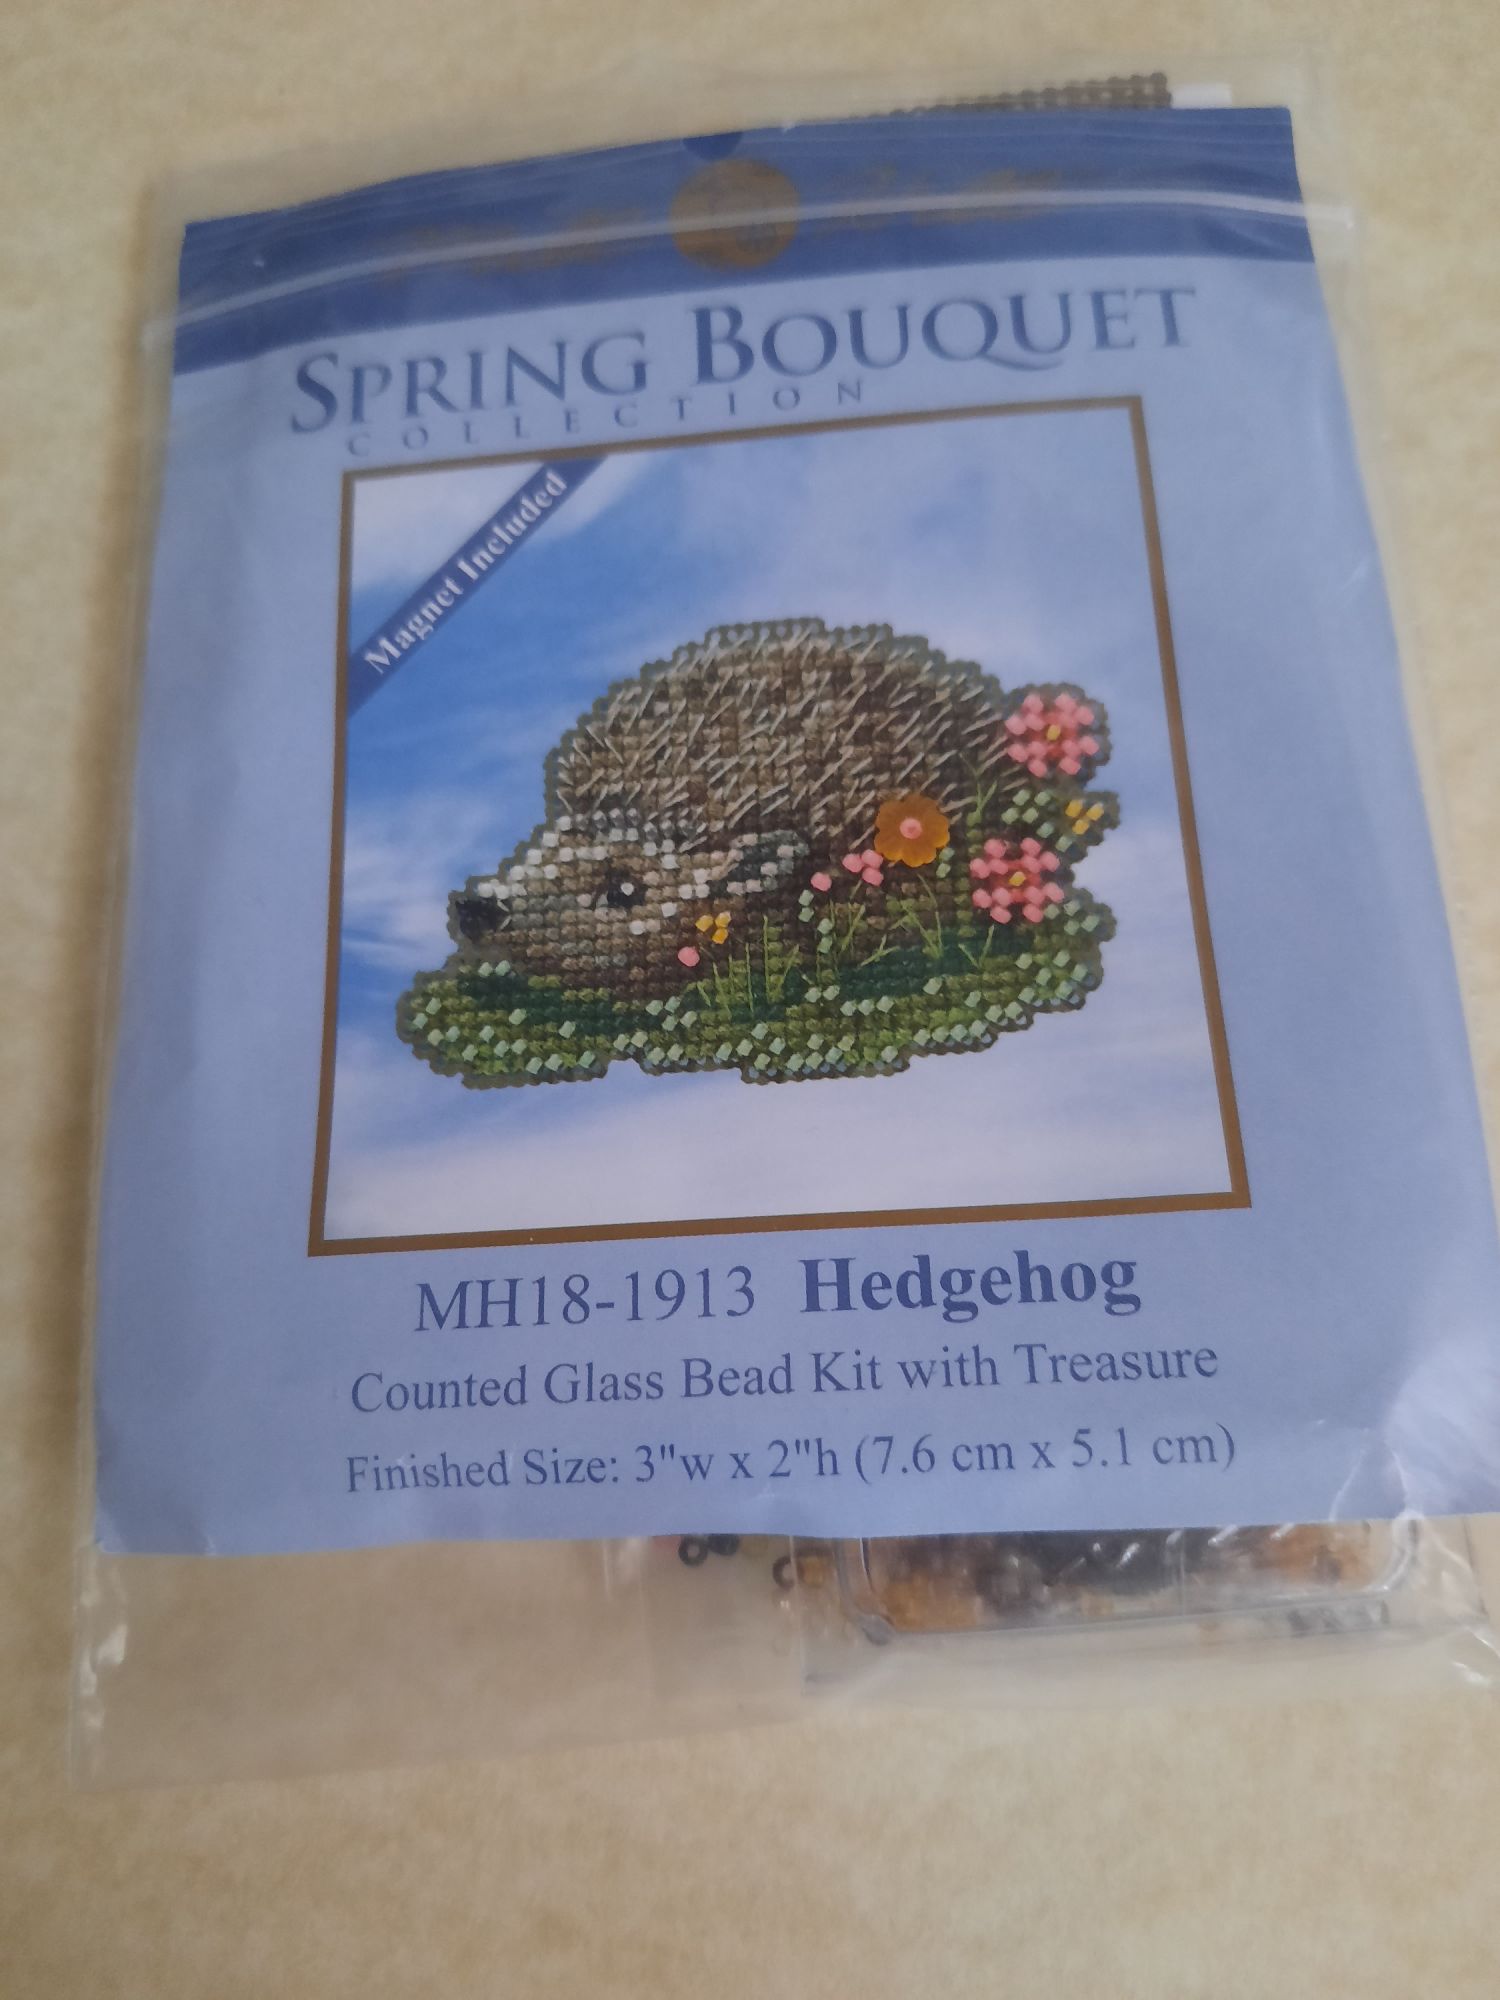 SPRING BOUQUET
COLLECTION
Magnet Included
MH18-1913 Hedgehog
Counted Glass Bead Kit with Treasure
Finished Size: 3"w x 2"h (7.6 cm x 5.1 cm)